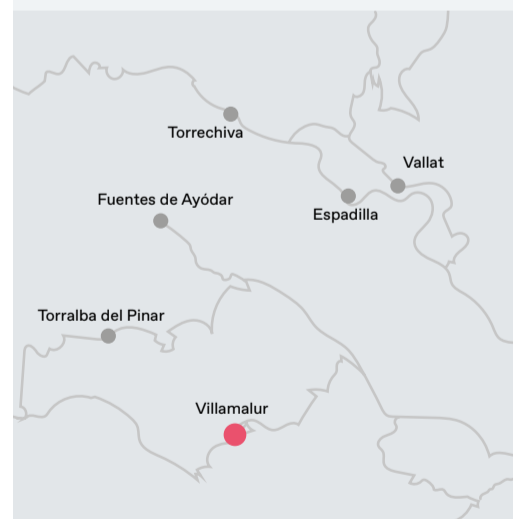 Torrechiva
Vallat
Fuentes de Ayódar
Espadilla
Torralba del Pinar
Villamalur